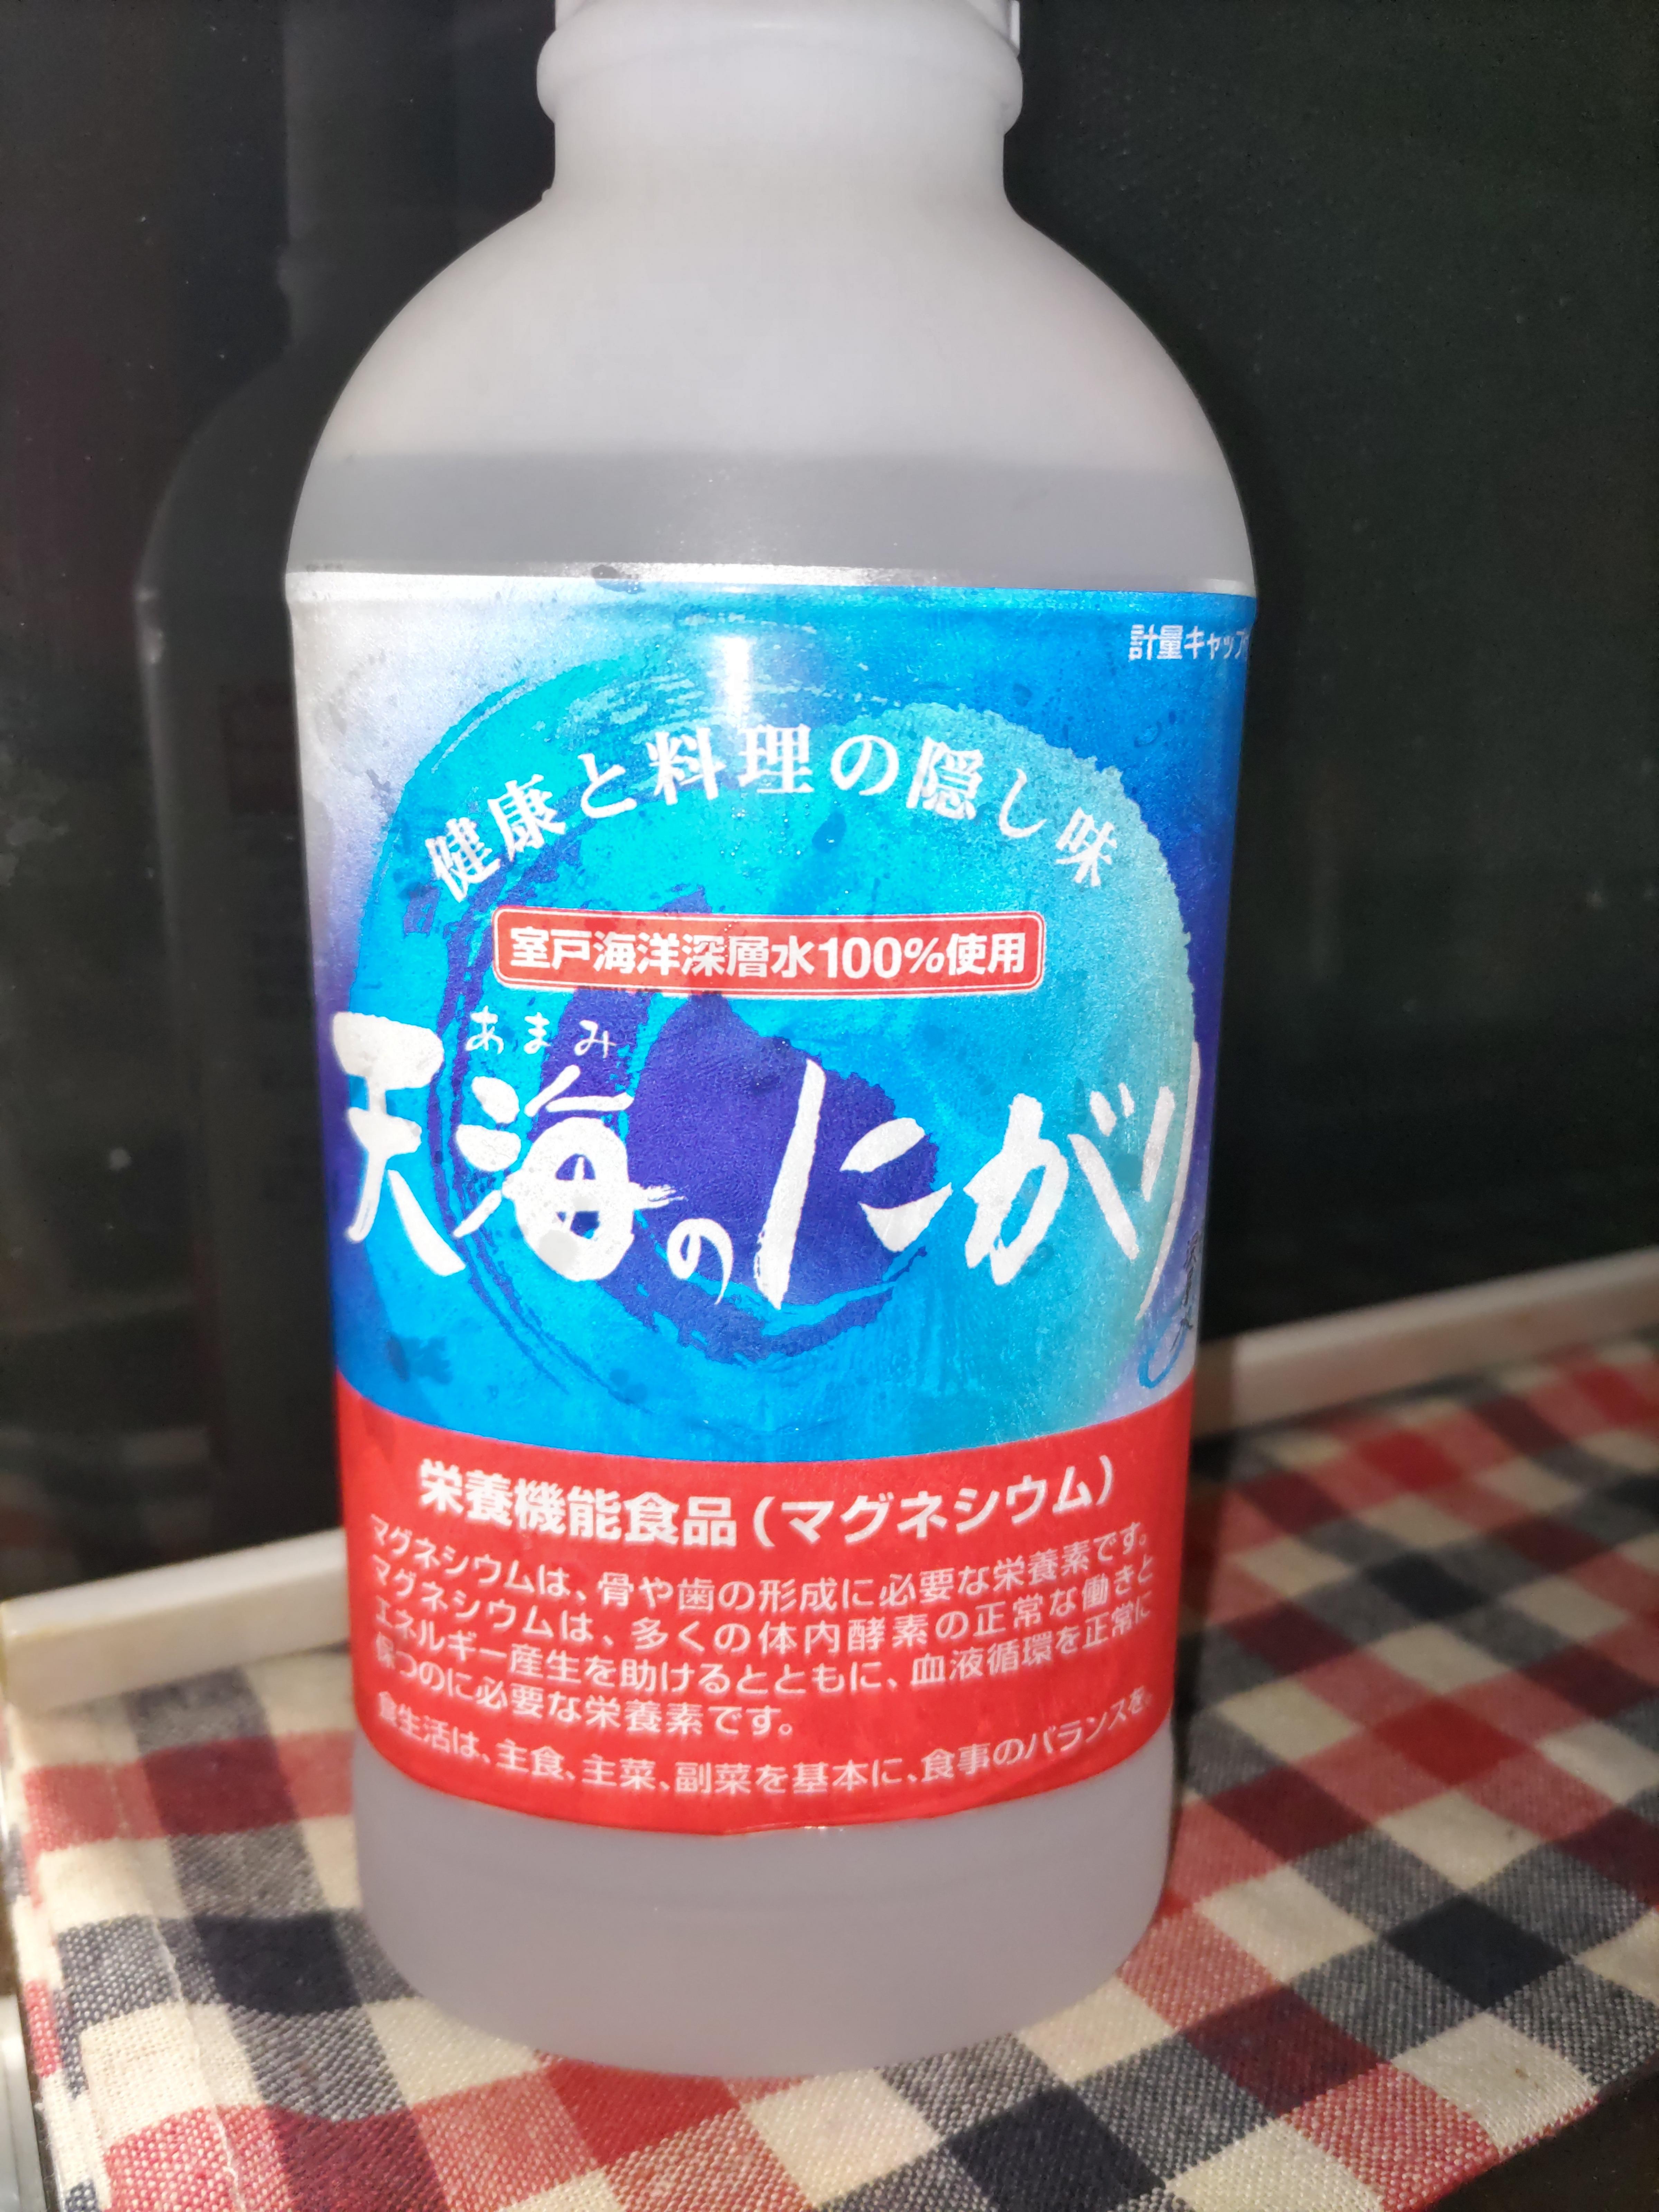 計量キャップ
健康と料理の隠し味
室戸海洋深層水100%使用
あまみ
天海のにがり
栄養機能食品(マグネシウム)
マグネシウムは、骨や歯の形成に必要な栄養素です。
マグネシウムは、多くの体内酵素の正常な働きと
エネルギー産生を助けるとともに、血液循環を正常に
保つのに必要な栄養素です。
食生活は、主食、主菜、副菜を基本に、食事のバランスを。